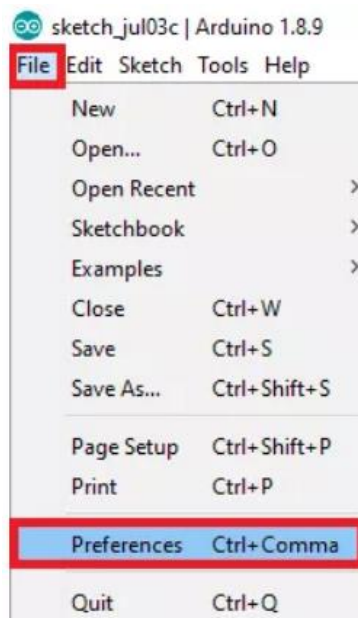 sketch_jul03c | Arduino 1.8.9
File Edit Sketch Tools Help
New Ctrl+N
Open... Ctrl+O
Open Recent
Sketchbook
Examples
Close Ctrl+W
Save Ctrl+S
Save As... Ctrl+Shift+S
Page Setup Ctrl+Shift+P
Print Ctrl+P
Preferences Ctrl+Comma
Quit Ctrl+Q